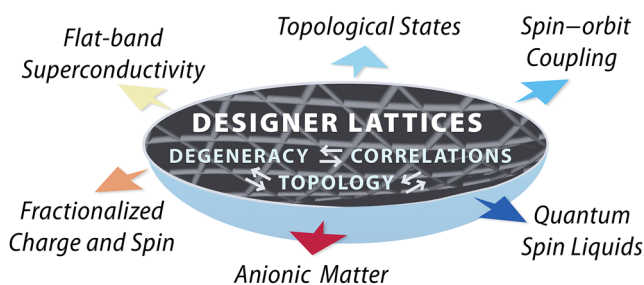 Topological States
Spin–orbit
Coupling
Flat-band
Superconductivity
DESIGNER LATTICES
DEGENERACY ⇆ CORRELATIONS
TOPOLOGY
Fractionalized
Charge and Spin
Quantum
Spin Liquids
Anionic Matter